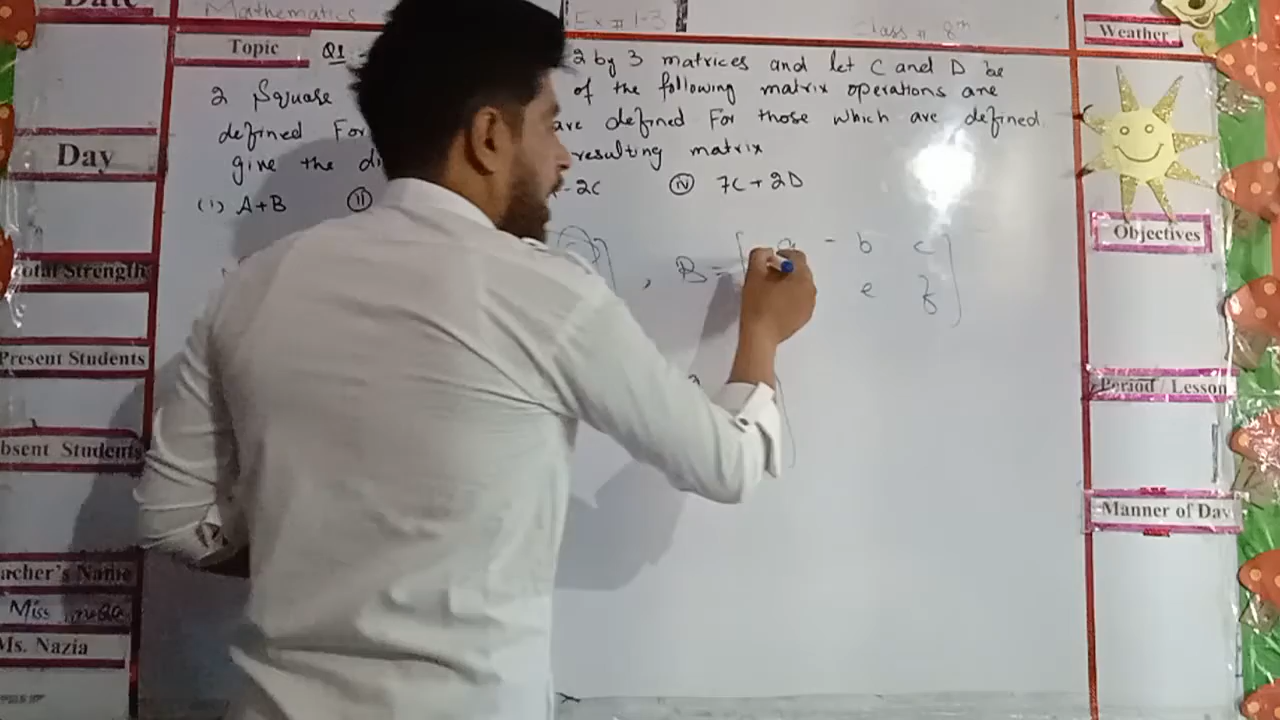 Date
Mathematics
Ex # 1-3
Class # 8th
Weather
Topic
Q1 2 by 3 matrices and let C and D be
2 Square of the following matrix operations are
defined For are defined For those which are defined
give the resulting matrix
(i) A+B (ii) -2C (iv) 7C+2D
Day
Objectives
Total Strength
, B = a - b c
e f
Present Students
Period / Lesson
Absent Students
Manner of Day
Teacher's Name
Miss
Ms. Nazia